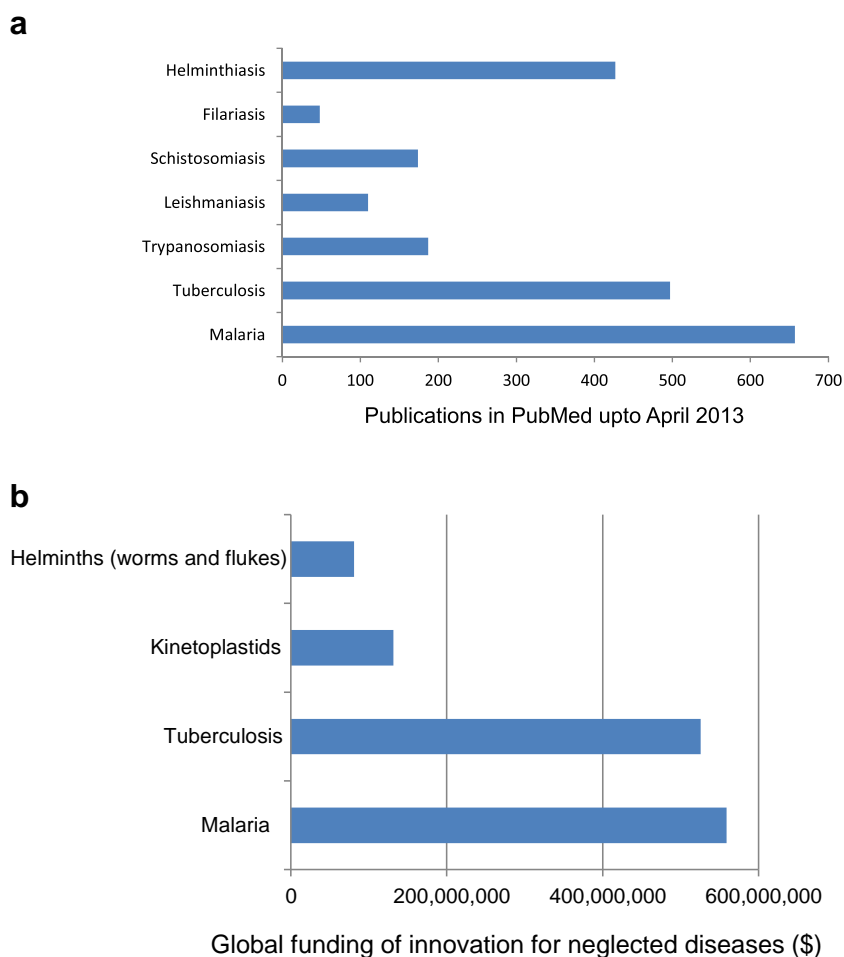 a
Helminthiasis
Filariasis
Schistosomiasis
Leishmaniasis
Trypanosomiasis
Tuberculosis
Malaria
0 100 200 300 400 500 600 700
Publications in PubMed upto April 2013
b
Helminths (worms and flukes)
Kinetoplastids
Tuberculosis
Malaria
0 200,000,000 400,000,000 600,000,000
Global funding of innovation for neglected diseases ($)